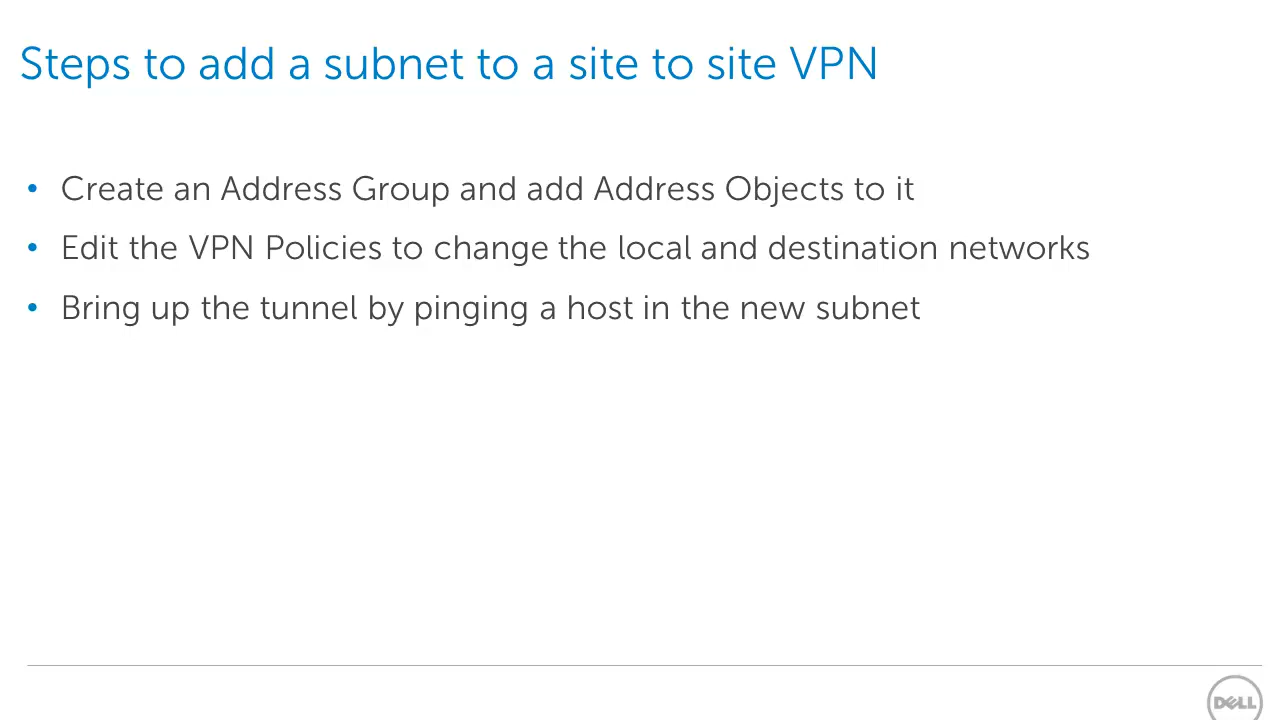 Steps to add a subnet to a site to site VPN
• Create an Address Group and add Address Objects to it
• Edit the VPN Policies to change the local and destination networks
• Bring up the tunnel by pinging a host in the new subnet
DELL